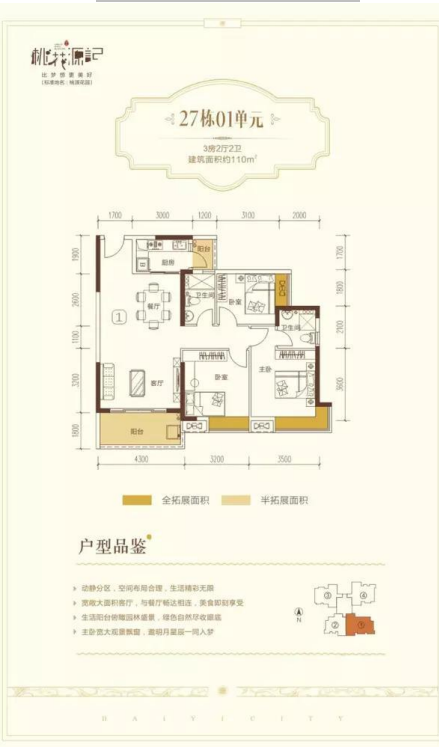 桃花源记
比梦想更美好
27栋01单元
3房2厅2卫
建筑面积约110m²
1700 3000 1200 3100 2000
1900 2600 1100 3200 1800
1700 1800 2900 3600
厨房
阳台
卫生间
卧室
餐厅
1
卫生间
客厅
卧室
主卧
阳台
4300 3200 3500
全拓展面积
半拓展面积
户型品鉴
动静分区，空间布局合理，生活精彩无限
宽敞大面积客厅，与餐厅畅达相连，美食即刻享受
生活阳台俯瞰园林盛景，绿色自然尽收眼底
主卧宽大观景飘窗，邀明月星辰一同入梦
3 4
N
2 1